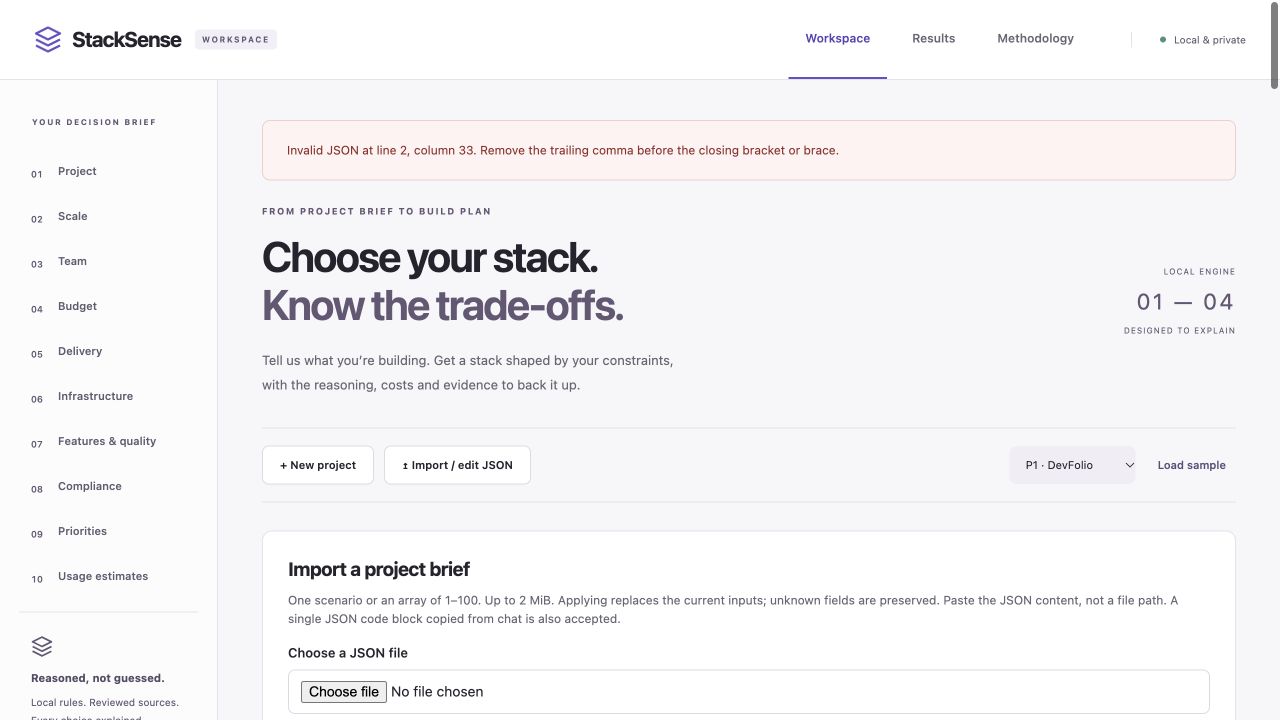 StackSense WORKSPACE
Workspace
Results
Methodology
Local & private
YOUR DECISION BRIEF
01 Project
02 Scale
03 Team
04 Budget
05 Delivery
06 Infrastructure
07 Features & quality
08 Compliance
09 Priorities
10 Usage estimates
Reasoned, not guessed.
Local rules. Reviewed sources.
Every choice explained.
Invalid JSON at line 2, column 33. Remove the trailing comma before the closing bracket or brace.
FROM PROJECT BRIEF TO BUILD PLAN
Choose your stack.
Know the trade-offs.
Tell us what you’re building. Get a stack shaped by your constraints,
with the reasoning, costs and evidence to back it up.
LOCAL ENGINE
01 — 04
DESIGNED TO EXPLAIN
+ New project
↥ Import / edit JSON
P1 · DevFolio
Load sample
Import a project brief
One scenario or an array of 1–100. Up to 2 MiB. Applying replaces the current inputs; unknown fields are preserved. Paste the JSON content, not a file path. A
single JSON code block copied from chat is also accepted.
Choose a JSON file
Choose file No file chosen